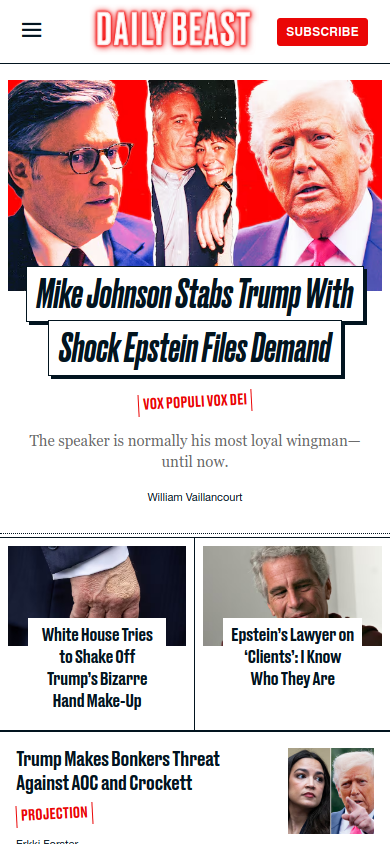 DAILY BEAST
SUBSCRIBE
Mike Johnson Stabs Trump With
Shock Epstein Files Demand
VOX POPULI VOX DEI
The speaker is normally his most loyal wingman—
until now.
William Vaillancourt
White House Tries
to Shake Off
Trump's Bizarre
Hand Make-Up
Epstein's Lawyer on
‘Clients’: I Know
Who They Are
Trump Makes Bonkers Threat
Against AOC and Crockett
PROJECTION